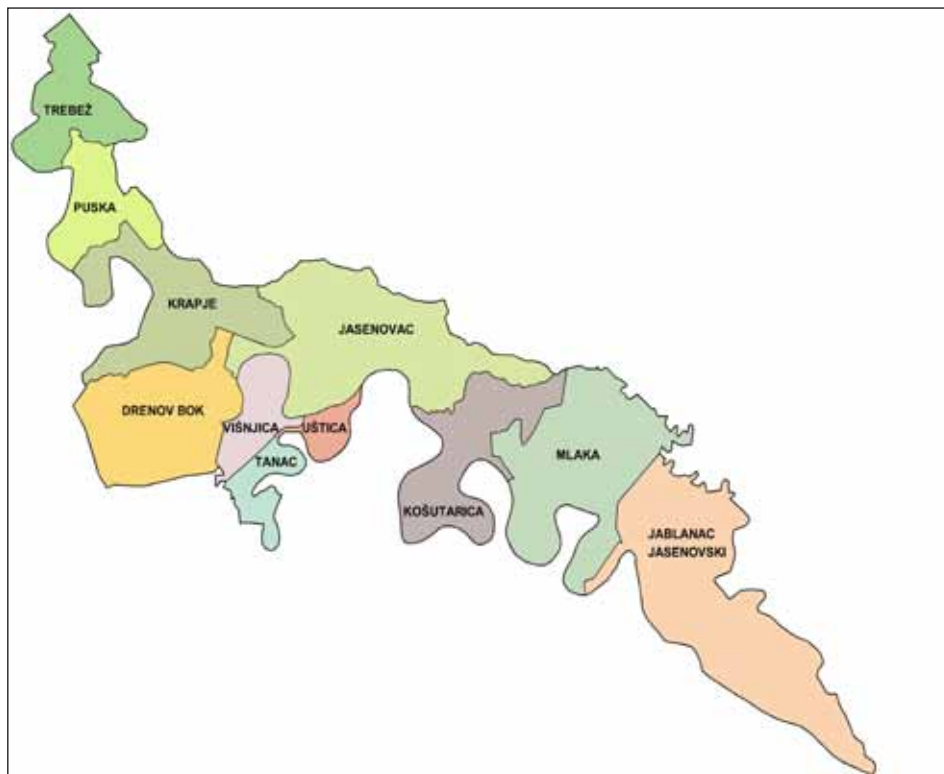 TREBEŽ
PUSKA
KRAPJE
JASENOVAC
DRENOV BOK
VIŠNJICA
UŠTICA
TANAC
MLAKA
KOŠUTARICA
JABLANAC
JASENOVSKI